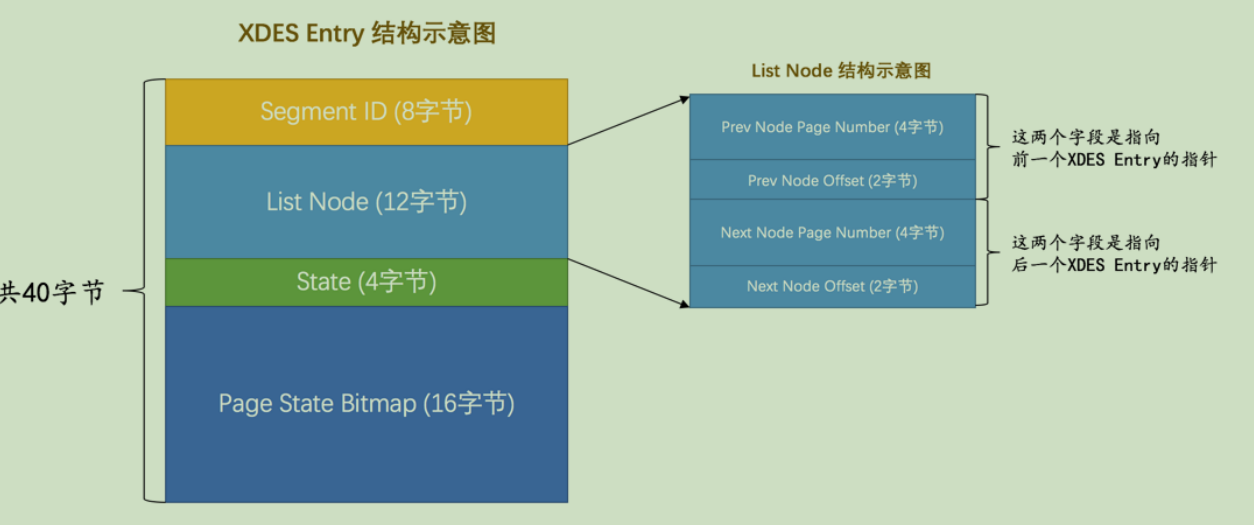 XDES Entry 结构示意图
Segment ID (8字节)
List Node (12字节)
State (4字节)
Page State Bitmap (16字节)
共40字节
List Node 结构示意图
Prev Node Page Number (4字节)
Prev Node Offset (2字节)
Next Node Page Number (4字节)
Next Node Offset (2字节)
这两个字段是指向
前一个XDES Entry的指针
这两个字段是指向
后一个XDES Entry的指针